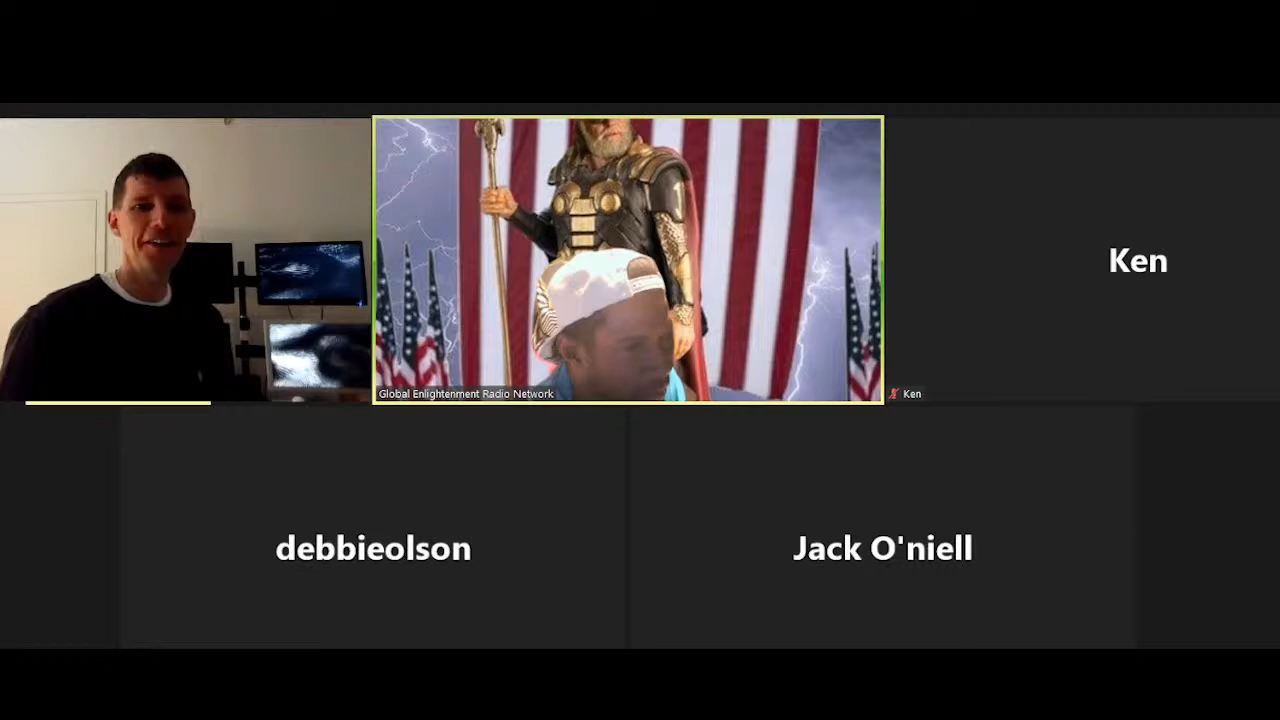 Ken
Global Enlightenment Radio Network
Ken
debbieolson
Jack O'niell